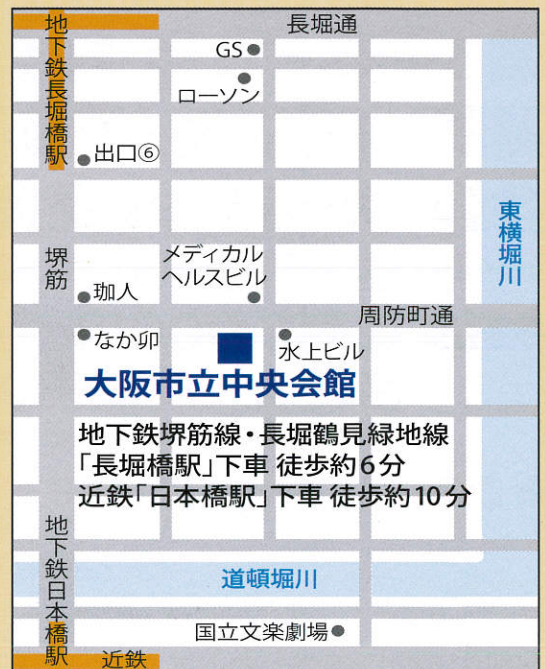 長堀通
地下鉄長堀橋駅
GS
ローソン
出口⑥
東横堀川
堺筋
メディカル
ヘルスビル
珈人
周防町通
なか卯
水上ビル
大阪市立中央会館
地下鉄堺筋線・長堀鶴見緑地線
「長堀橋駅」下車 徒歩約6分
近鉄「日本橋駅」下車 徒歩約10分
地下鉄日本橋駅
道頓堀川
国立文楽劇場
近鉄